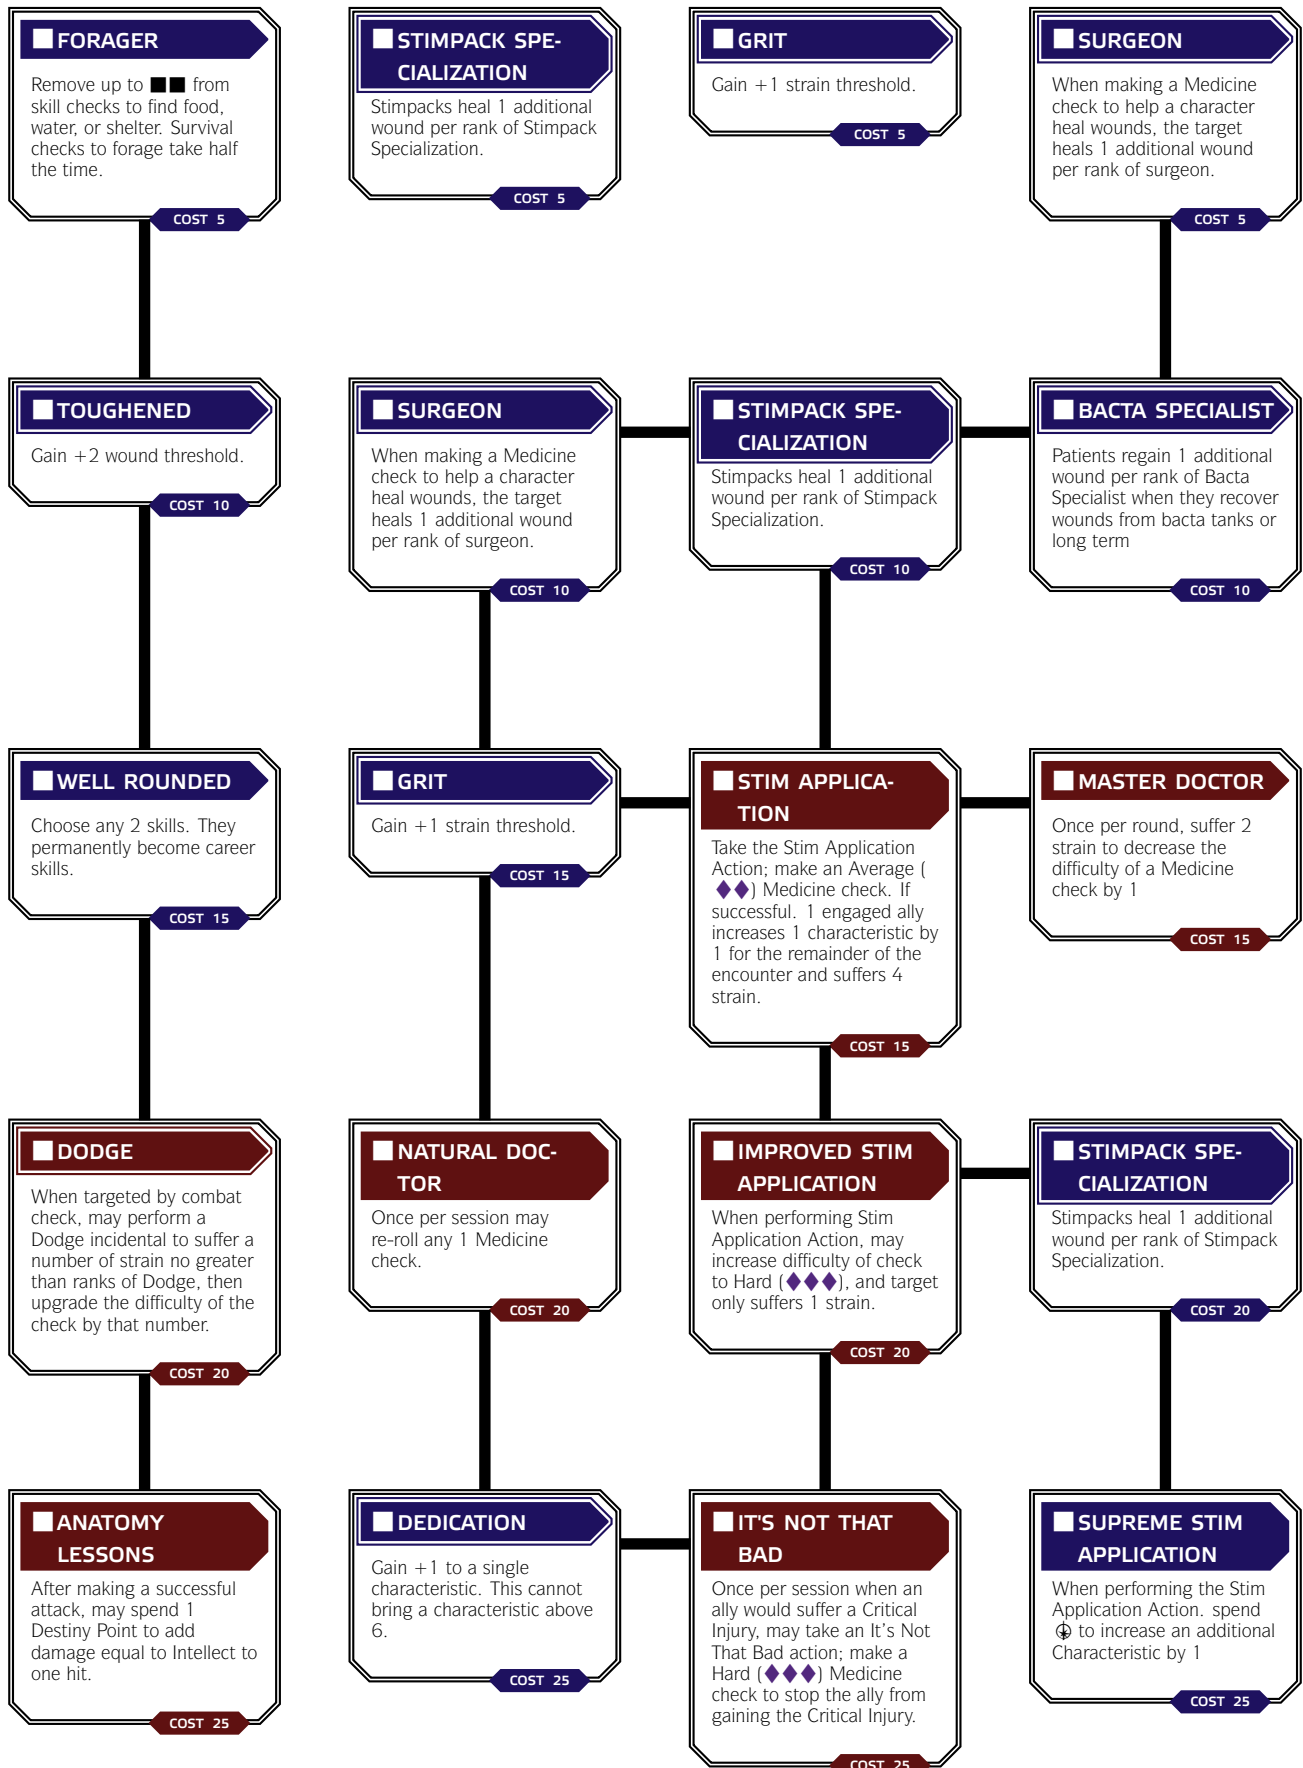 FORAGER
Remove up to ■■ from
skill checks to find food,
water, or shelter. Survival
checks to forage take half
the time.
COST 5
STIMPACK SPE-
CIALIZATION
Stimpacks heal 1 additional
wound per rank of Stimpack
Specialization.
COST 5
GRIT
Gain +1 strain threshold.
COST 5
SURGEON
When making a Medicine
check to help a character
heal wounds, the target
heals 1 additional wound
per rank of surgeon.
COST 5
TOUGHENED
Gain +2 wound threshold.
COST 10
SURGEON
When making a Medicine
check to help a character
heal wounds, the target
heals 1 additional wound
per rank of surgeon.
COST 10
STIMPACK SPE-
CIALIZATION
Stimpacks heal 1 additional
wound per rank of Stimpack
Specialization.
COST 10
BACTA SPECIALIST
Patients regain 1 additional
wound per rank of Bacta
Specialist when they recover
wounds from bacta tanks or
long term
COST 10
WELL ROUNDED
Choose any 2 skills. They
permanently become career
skills.
COST 15
GRIT
Gain +1 strain threshold.
COST 15
STIM APPLICA-
TION
Take the Stim Application
Action; make an Average (
◆◆) Medicine check. If
successful. 1 engaged ally
increases 1 characteristic by
1 for the remainder of the
encounter and suffers 4
strain.
COST 15
MASTER DOCTOR
Once per round, suffer 2
strain to decrease the
difficulty of a Medicine
check by 1
COST 15
DODGE
When targeted by combat
check, may perform a
Dodge incidental to suffer a
number of strain no greater
than ranks of Dodge, then
upgrade the difficulty of the
check by that number.
COST 20
NATURAL DOC-
TOR
Once per session may
re-roll any 1 Medicine
check.
COST 20
IMPROVED STIM
APPLICATION
When performing Stim
Application Action, may
increase difficulty of check
to Hard (◆◆◆), and target
only suffers 1 strain.
COST 20
STIMPACK SPE-
CIALIZATION
Stimpacks heal 1 additional
wound per rank of Stimpack
Specialization.
COST 20
ANATOMY
LESSONS
After making a successful
attack, may spend 1
Destiny Point to add
damage equal to Intellect to
one hit.
COST 25
DEDICATION
Gain +1 to a single
characteristic. This cannot
bring a characteristic above
6.
COST 25
IT'S NOT THAT
BAD
Once per session when an
ally would suffer a Critical
Injury, may take an It's Not
That Bad action; make a
Hard (◆◆◆) Medicine
check to stop the ally from
gaining the Critical Injury.
COST 25
SUPREME STIM
APPLICATION
When performing the Stim
Application Action. spend
to increase an additional
Characteristic by 1
COST 25